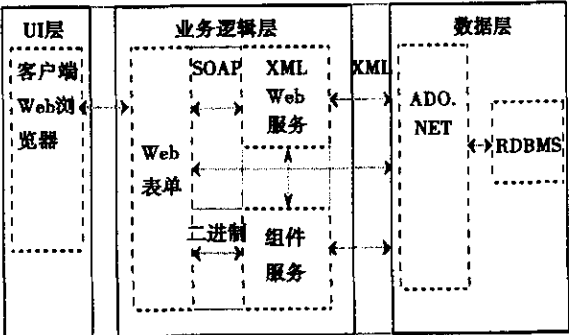 UI层
业务逻辑层
数据层
客户端
Web浏
览器
SOAP
XML
Web
服务
XML
ADO.
NET
RDBMS
Web
表单
二进制
组件
服务